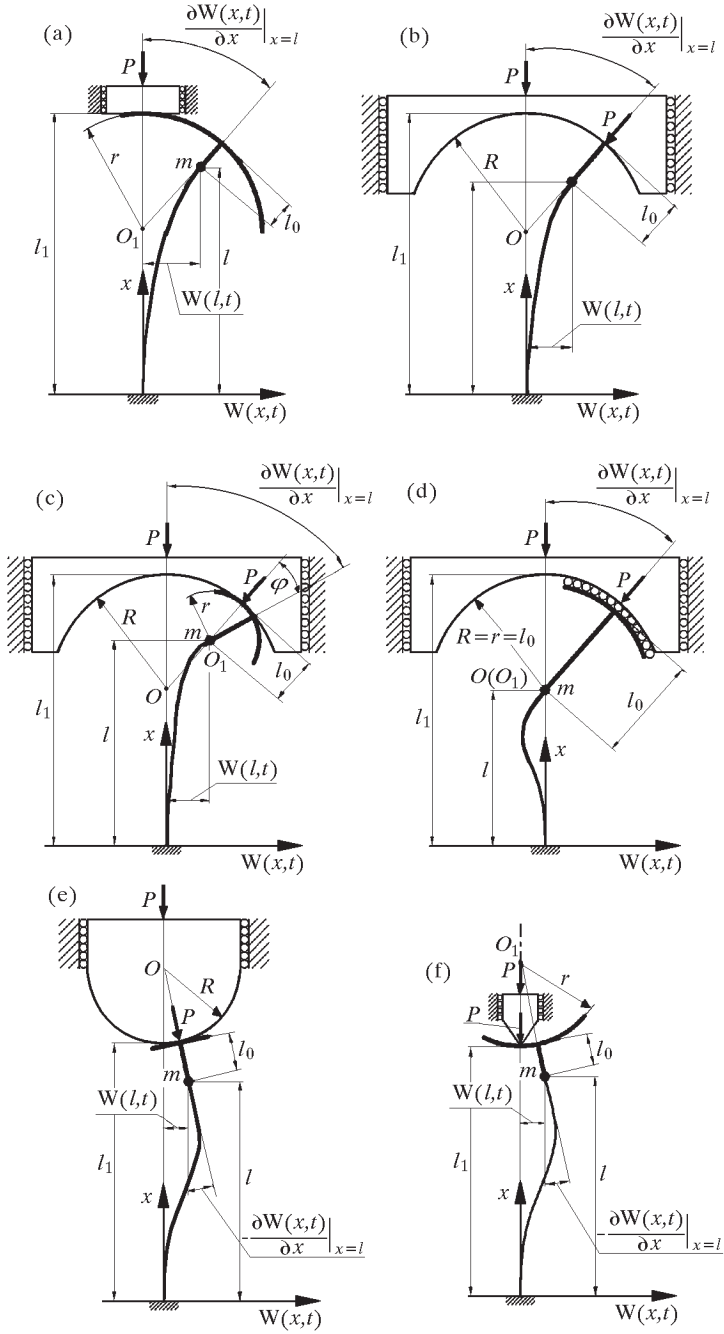 (a)
∂W(x,t)
∂x |x=l
P
r
m
l₀
O₁
l₁
l
x
W(l,t)
W(x,t)
(b)
∂W(x,t)
∂x |x=l
P
P
R
l₀
O
l₁
x
W(l,t)
W(x,t)
(c)
∂W(x,t)
∂x |x=l
P
P
φ
R
r
m
O₁
l₀
O
l₁
l
x
W(l,t)
W(x,t)
(d)
∂W(x,t)
∂x |x=l
P
P
R=r=l₀
O(O₁)
m
l₀
l₁
l
x
W(x,t)
(e)
P
O
R
P
l₀
m
W(l,t)
l₁
l
x
-∂W(x,t)
∂x |x=l
W(x,t)
(f)
O₁
P
r
P
l₀
m
W(l,t)
l₁
l
x
-∂W(x,t)
∂x |x=l
W(x,t)